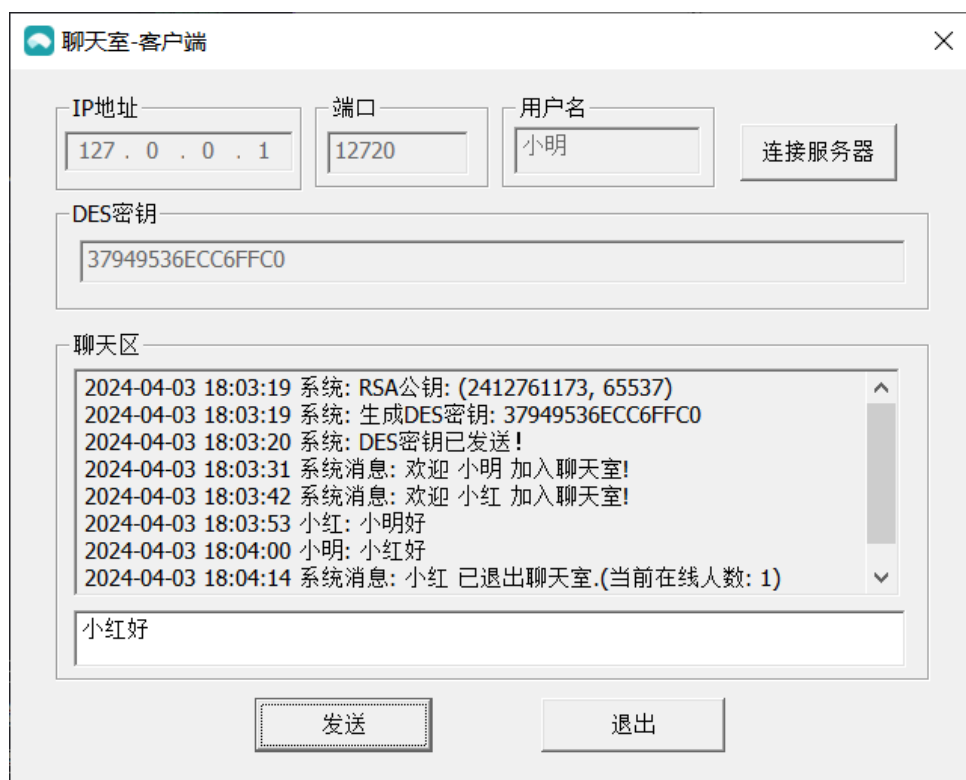 聊天室-客户端
IP地址 端口 用户名
127 . 0 . 0 . 1 12720 小明 连接服务器
DES密钥
37949536ECC6FFC0
聊天区
2024-04-03 18:03:19 系统: RSA公钥: (2412761173, 65537)
2024-04-03 18:03:19 系统: 生成DES密钥: 37949536ECC6FFC0
2024-04-03 18:03:20 系统: DES密钥已发送!
2024-04-03 18:03:31 系统消息: 欢迎 小明 加入聊天室!
2024-04-03 18:03:42 系统消息: 欢迎 小红 加入聊天室!
2024-04-03 18:03:53 小红: 小明好
2024-04-03 18:04:00 小明: 小红好
2024-04-03 18:04:14 系统消息: 小红 已退出聊天室.(当前在线人数: 1)
小红好
发送 退出